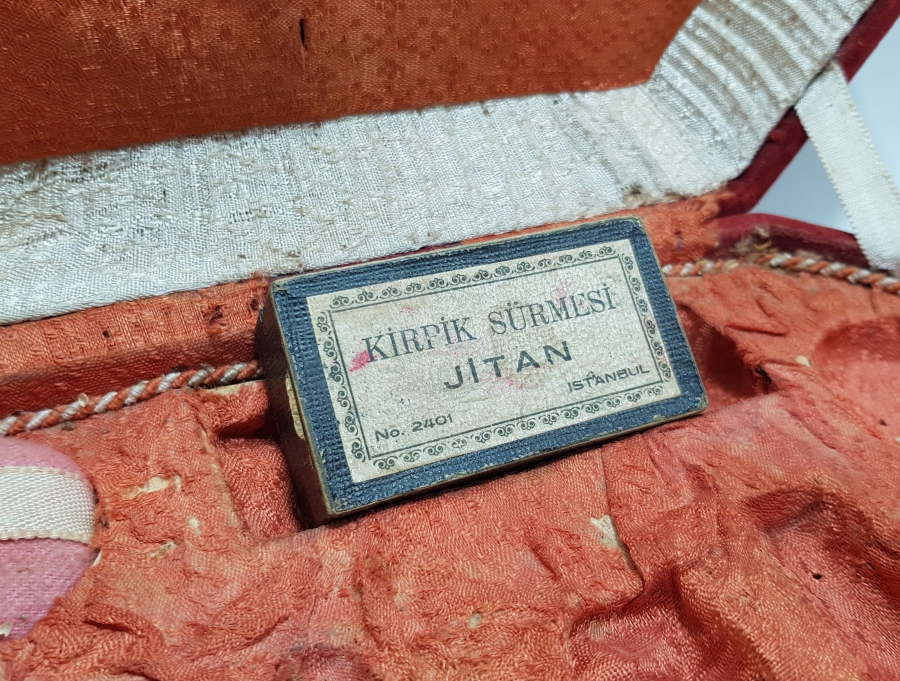 KİRPİK SÜRMESİ
JİTAN
İSTANBUL
No. 2401